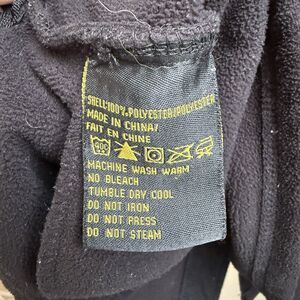 SHELL:100% POLYESTER/POLYESTER
MADE IN CHINA/
FAIT EN CHINE
MACHINE WASH WARM
NO BLEACH
TUMBLE DRY COOL
DO NOT IRON
DO NOT PRESS
DO NOT STEAM